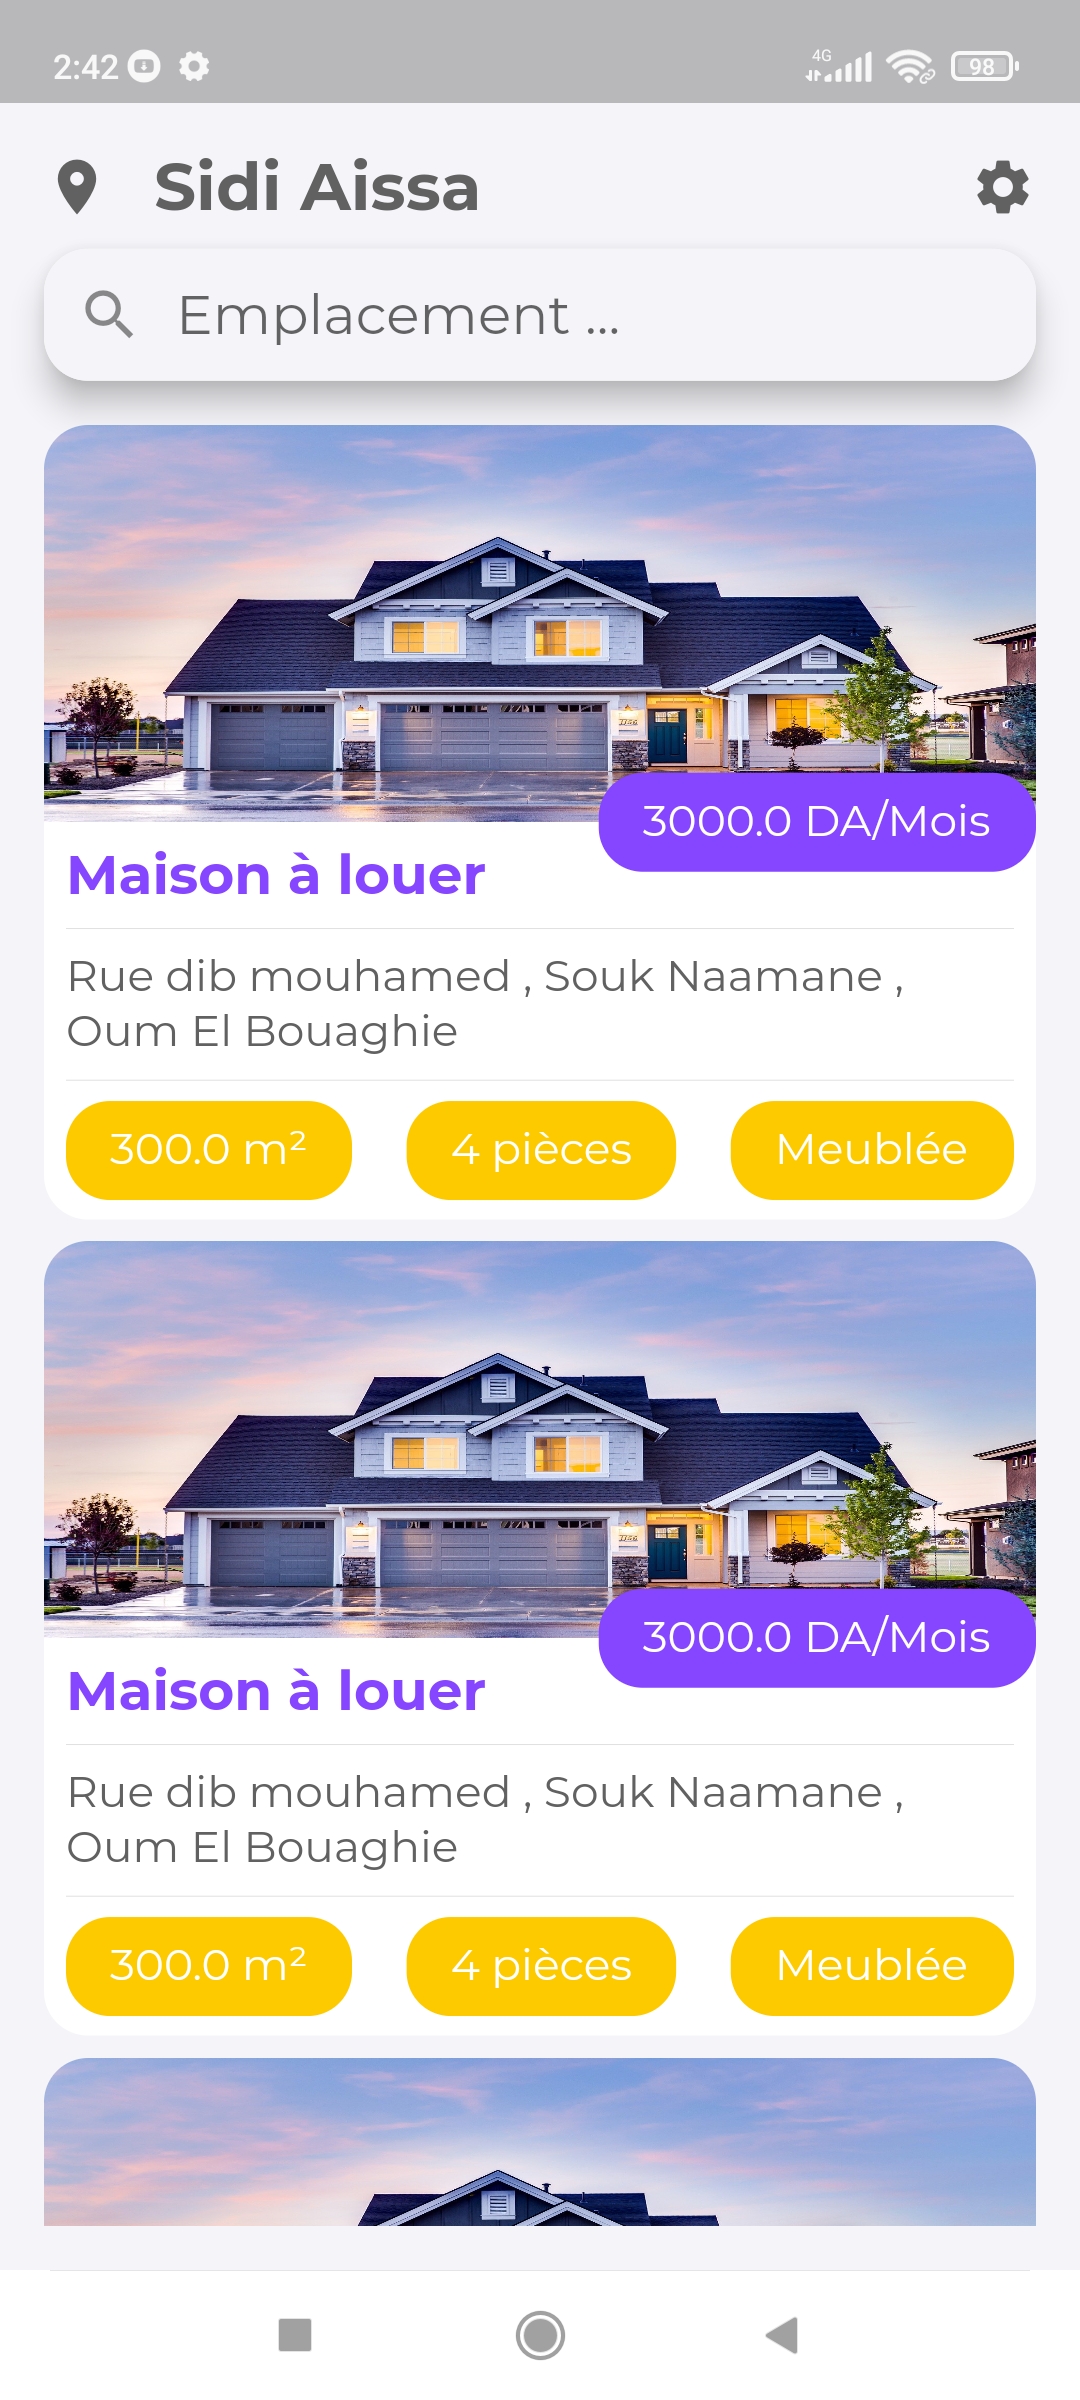 2:42
4G
98
Sidi Aissa
Emplacement ...
3000.0 DA/Mois
Maison à louer
Rue dib mouhamed , Souk Naamane ,
Oum El Bouaghie
300.0 m²
4 pièces
Meublée
3000.0 DA/Mois
Maison à louer
Rue dib mouhamed , Souk Naamane ,
Oum El Bouaghie
300.0 m²
4 pièces
Meublée